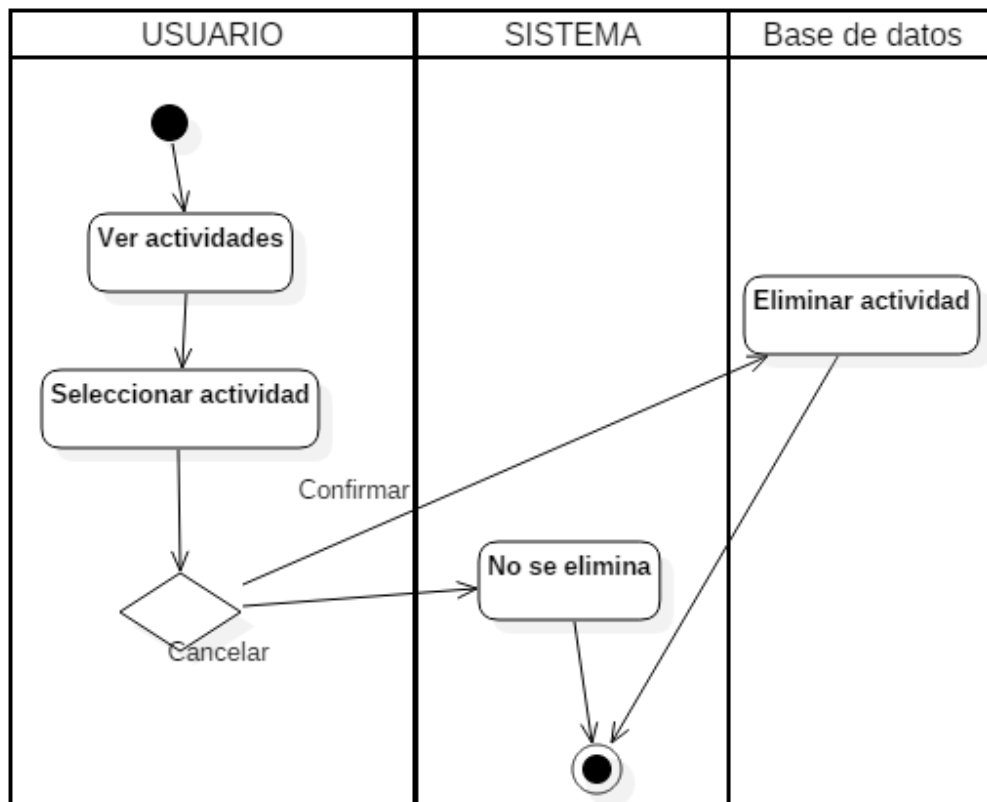 USUARIO
SISTEMA
Base de datos
Ver actividades
Eliminar actividad
Seleccionar actividad
Confirmar
No se elimina
Cancelar